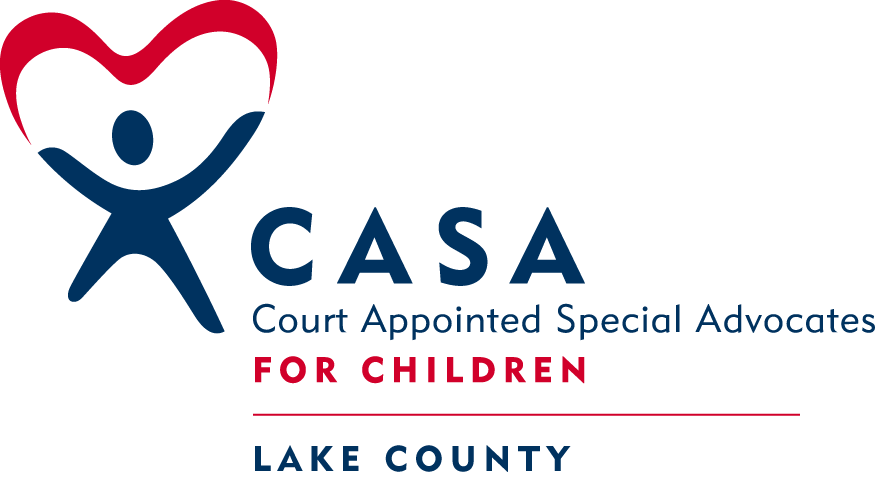 CASA
Court Appointed Special Advocates
FOR CHILDREN
LAKE COUNTY